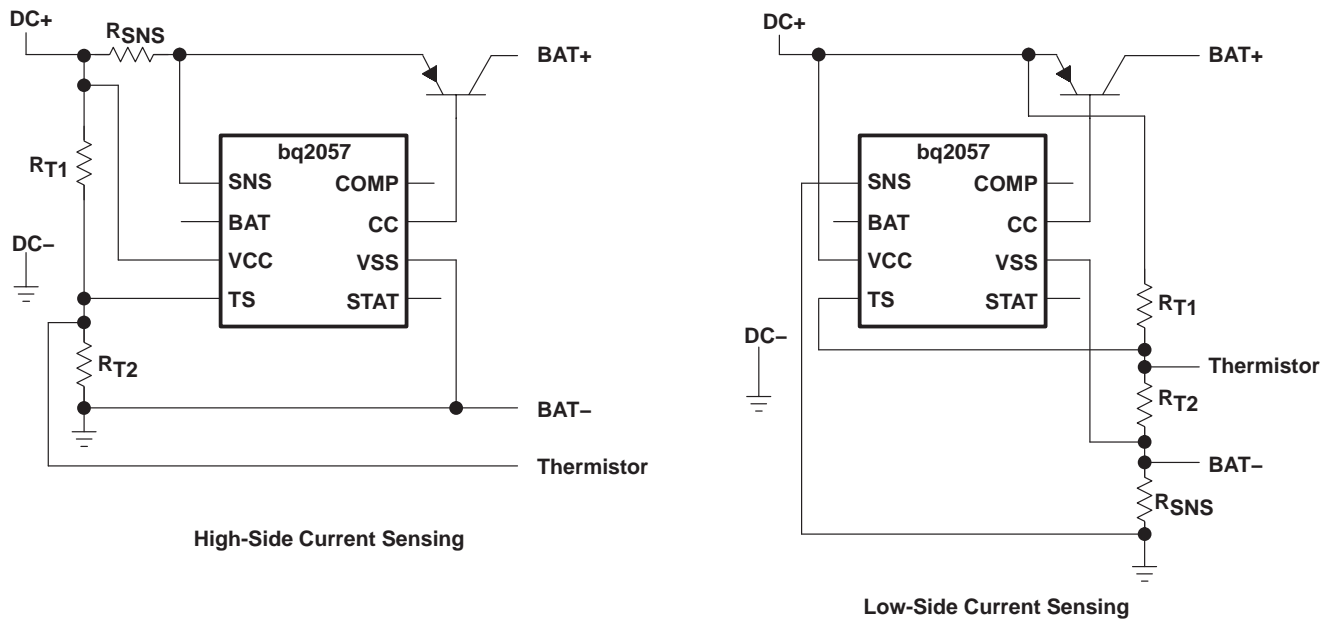 DC+
RSNS
BAT+
bq2057
SNS
COMP
RT1
BAT
CC
DC–
VCC
VSS
TS
STAT
RT2
BAT–
Thermistor
High-Side Current Sensing
DC+
BAT+
bq2057
SNS
COMP
BAT
CC
VCC
VSS
TS
STAT
RT1
DC–
Thermistor
RT2
BAT–
RSNS
Low-Side Current Sensing